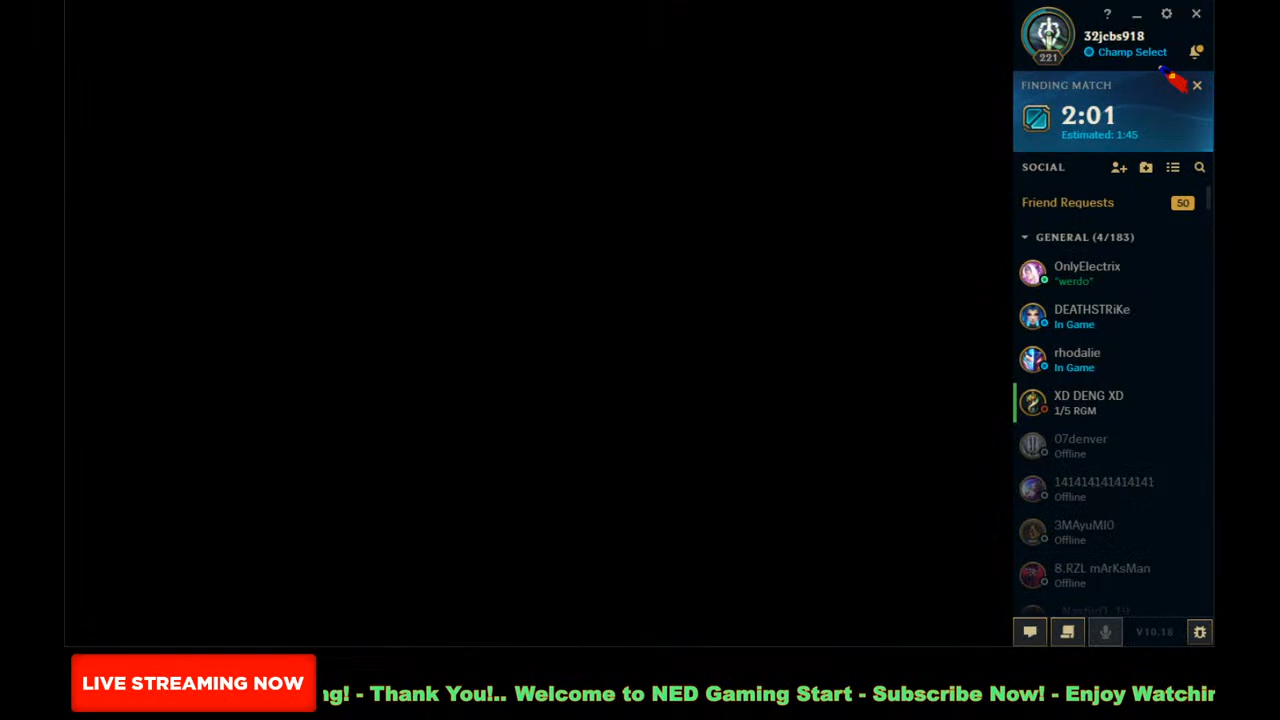 ?
32jcbs918
221
Champ Select
FINDING MATCH
2:01
Estimated: 1:45
SOCIAL
Friend Requests
50
GENERAL (4/183)
OnlyElectrix
"werdo"
DEATHSTRiKe
In Game
rhodalie
In Game
XD DENG XD
1/5 RGM
07denver
Offline
141414141414141
Offline
3MAyuMI0
Offline
8.RZL mArKsMan
Offline
V10.18
LIVE STREAMING NOW
ng! - Thank You!.. Welcome to NED Gaming Start - Subscribe Now! - Enjoy Watchin